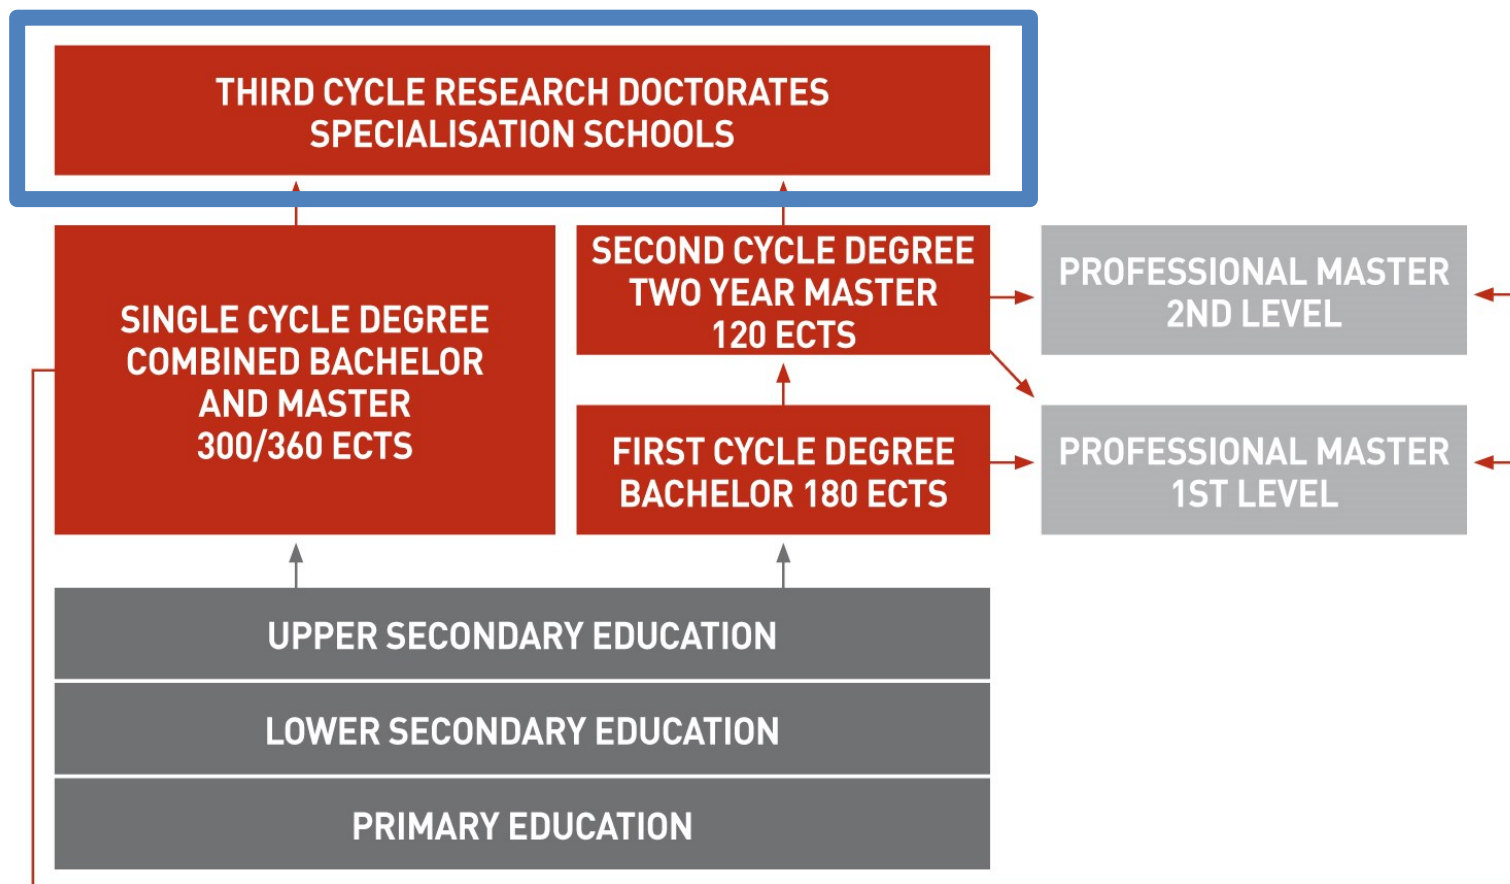 THIRD CYCLE RESEARCH DOCTORATES
SPECIALISATION SCHOOLS
SINGLE CYCLE DEGREE
COMBINED BACHELOR
AND MASTER
300/360 ECTS
SECOND CYCLE DEGREE
TWO YEAR MASTER
120 ECTS
PROFESSIONAL MASTER
2ND LEVEL
FIRST CYCLE DEGREE
BACHELOR 180 ECTS
PROFESSIONAL MASTER
1ST LEVEL
UPPER SECONDARY EDUCATION
LOWER SECONDARY EDUCATION
PRIMARY EDUCATION